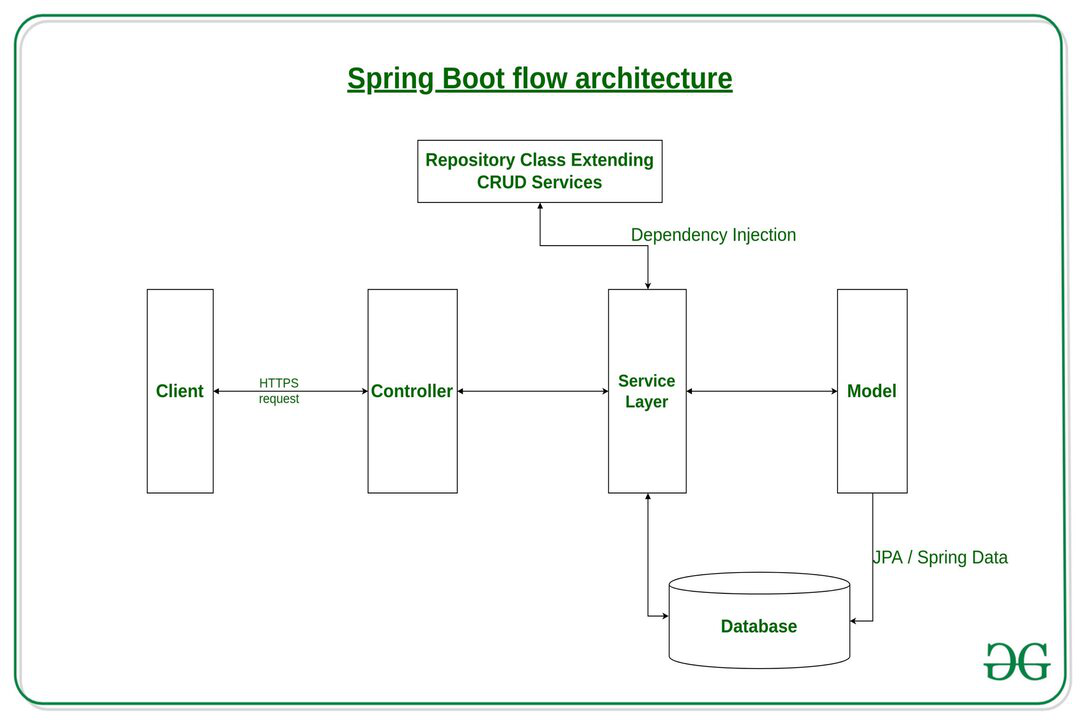 Spring Boot flow architecture
Repository Class Extending
CRUD Services
Dependency Injection
Client
HTTPS
request
Controller
Service
Layer
Model
JPA / Spring Data
Database